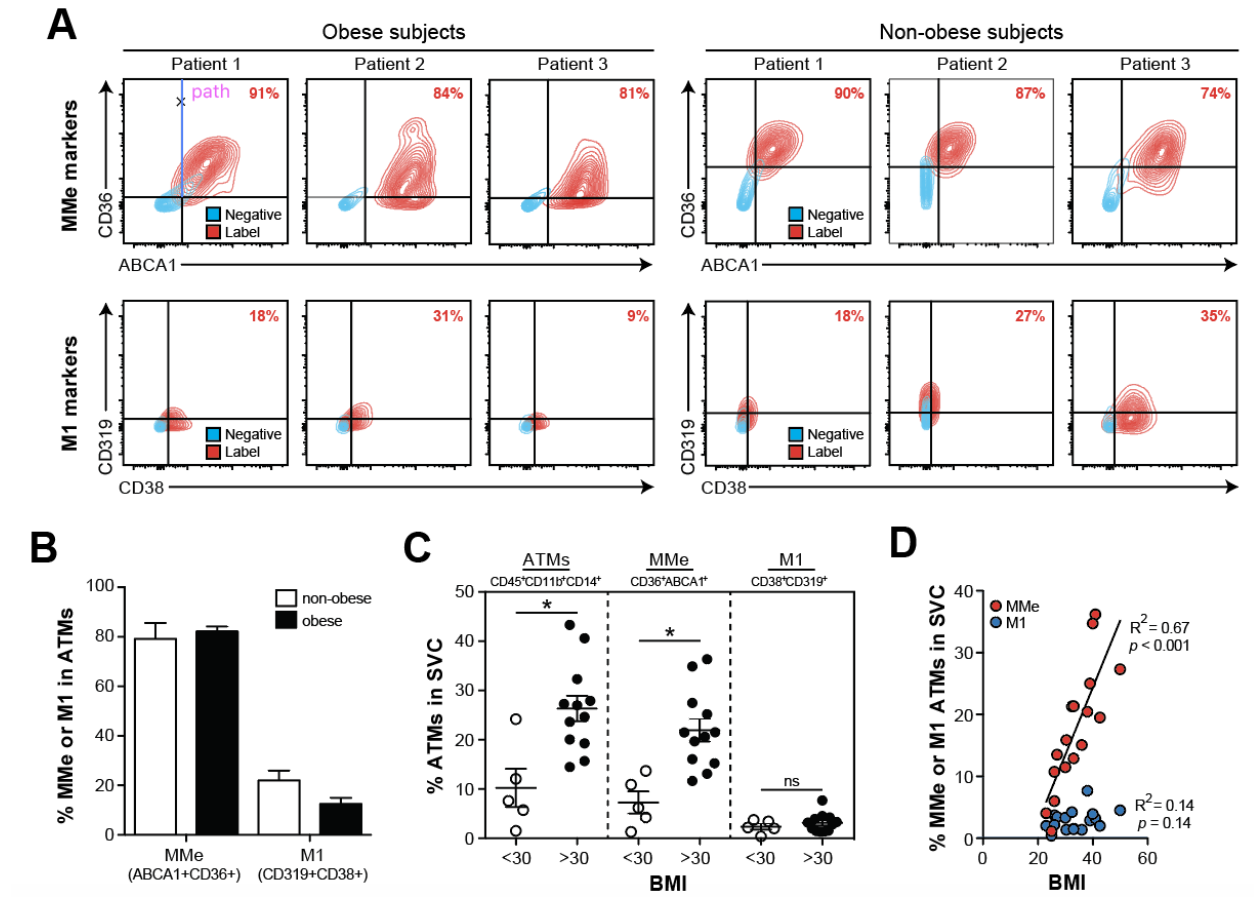 A
Obese subjects
Non-obese subjects
Patient 1
Patient 2
Patient 3
Patient 1
Patient 2
Patient 3
MMe markers
CD36
x path
91%
84%
81%
Negative
Label
ABCA1
CD36
90%
87%
74%
Negative
Label
ABCA1
M1 markers
CD319
18%
31%
9%
Negative
Label
CD38
CD319
18%
27%
35%
Negative
Label
CD38
B
% MMe or M1 in ATMs
100
80
60
40
20
0
non-obese
obese
MMe
(ABCA1+CD36+)
M1
(CD319+CD38+)
C
ATMs
CD45+CD11b+CD14+
MMe
CD36+ABCA1+
M1
CD38+CD319+
% ATMs in SVC
50
40
30
20
10
0
*
*
ns
<30 >30 <30 >30 <30 >30
BMI
D
% MMe or M1 ATMs in SVC
40
30
20
10
0
MMe
M1
R2 = 0.67
p < 0.001
R2 = 0.14
p = 0.14
0 20 40 60
BMI